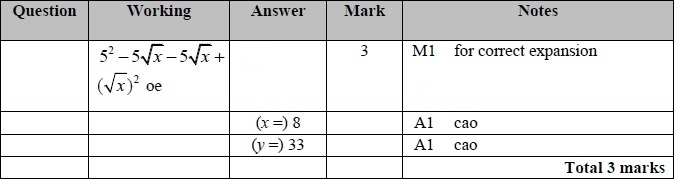 Question Working Answer Mark Notes
5² – 5√x – 5√x + 3 M1 for correct expansion
(√x)² oe
(x =) 8 A1 cao
(y =) 33 A1 cao
Total 3 marks